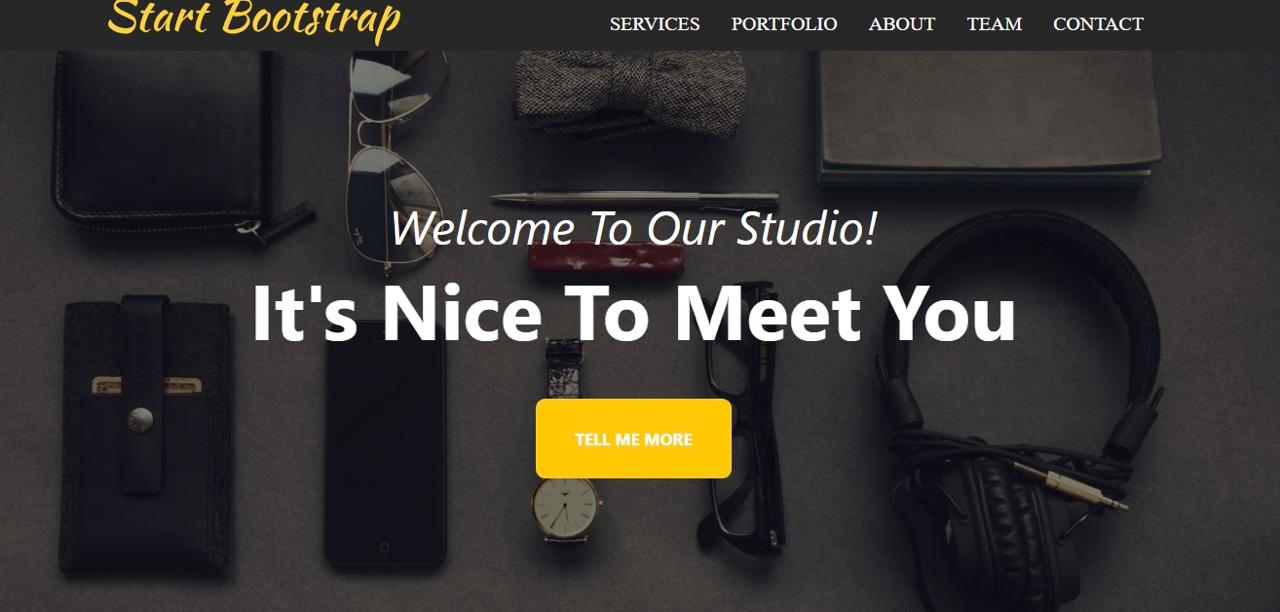 Start Bootstrap
SERVICES PORTFOLIO ABOUT TEAM CONTACT
Welcome To Our Studio!
It's Nice To Meet You
TELL ME MORE